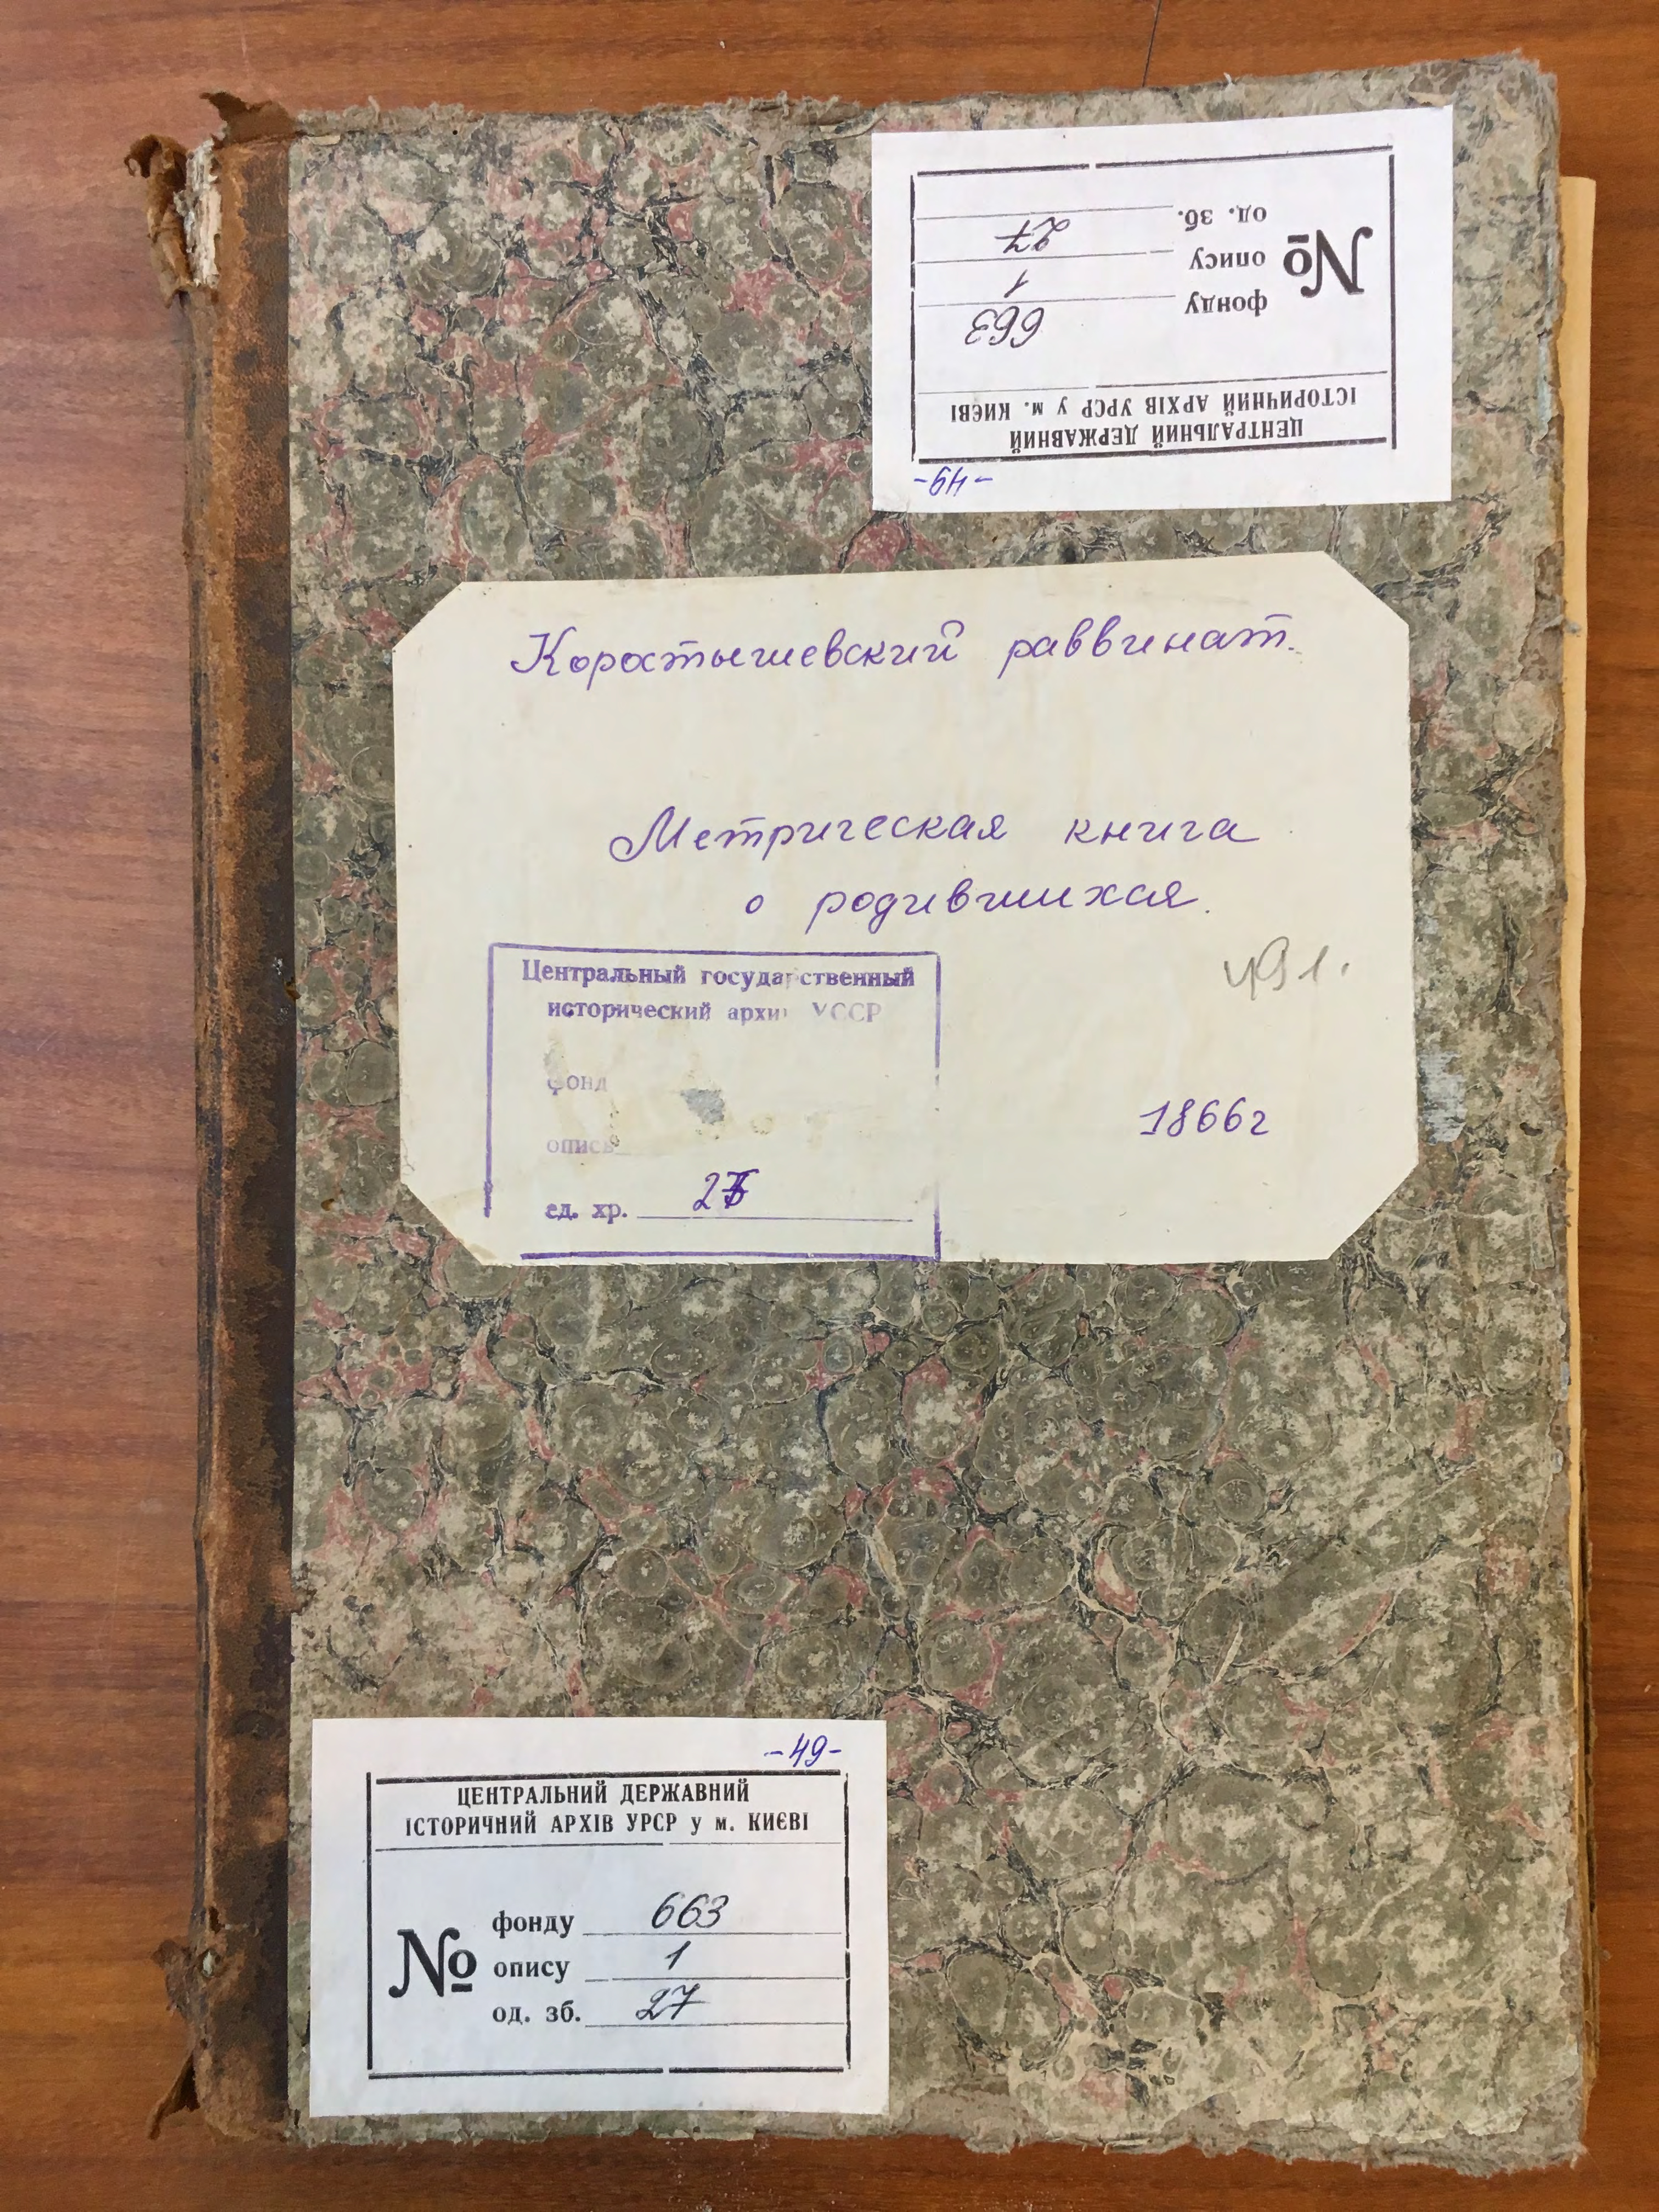 -49-
ЦЕНТРАЛЬНИЙ ДЕРЖАВНИЙ
ІСТОРИЧНИЙ АРХІВ УРСР у м. КИЄВІ
№
фонду 663
опису 1
од. зб. 27
Коростышевский раввинат.
Метрическая книга
о родившихся.
Центральный государственный
исторический архив УССР
фонд
опись
ед. хр. 27
1866г
-49-
ЦЕНТРАЛЬНИЙ ДЕРЖАВНИЙ
ІСТОРИЧНИЙ АРХІВ УРСР у м. КИЄВІ
№
фонду 663
опису 1
од. зб. 27